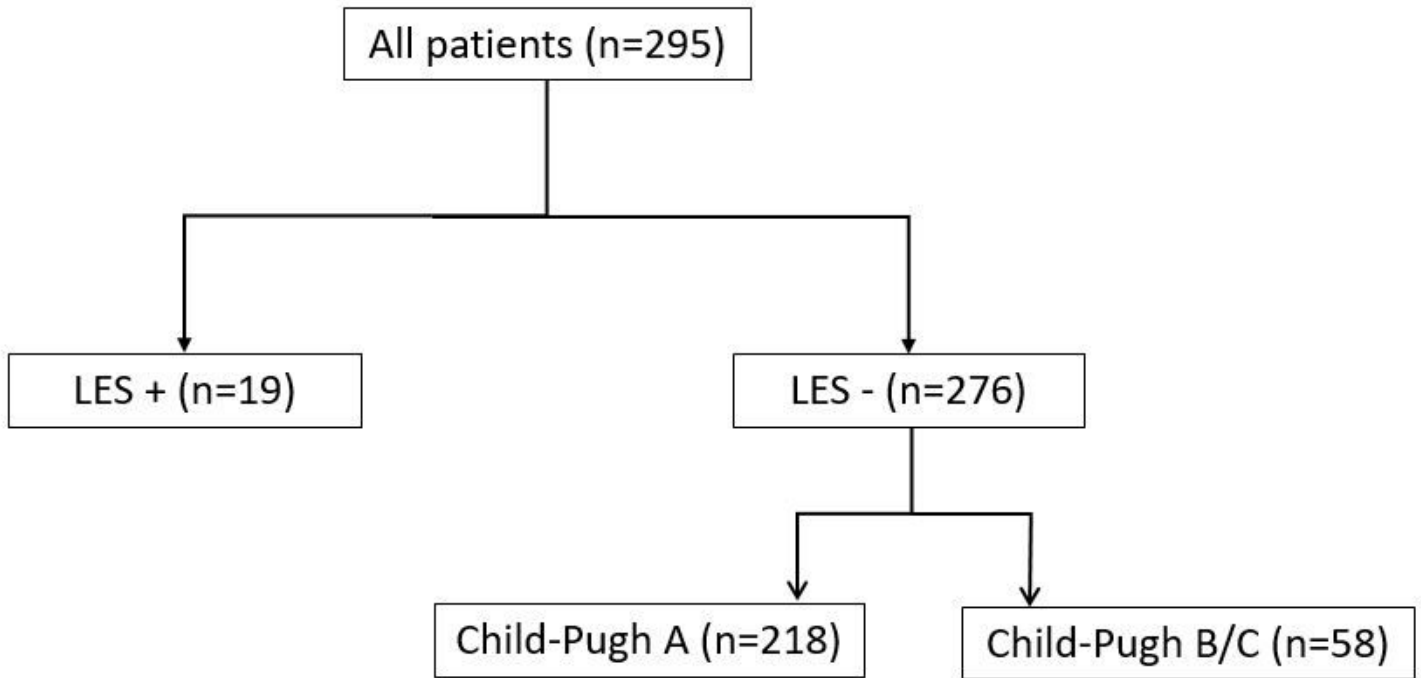 All patients (n=295)
LES + (n=19)
LES - (n=276)
Child-Pugh A (n=218)
Child-Pugh B/C (n=58)